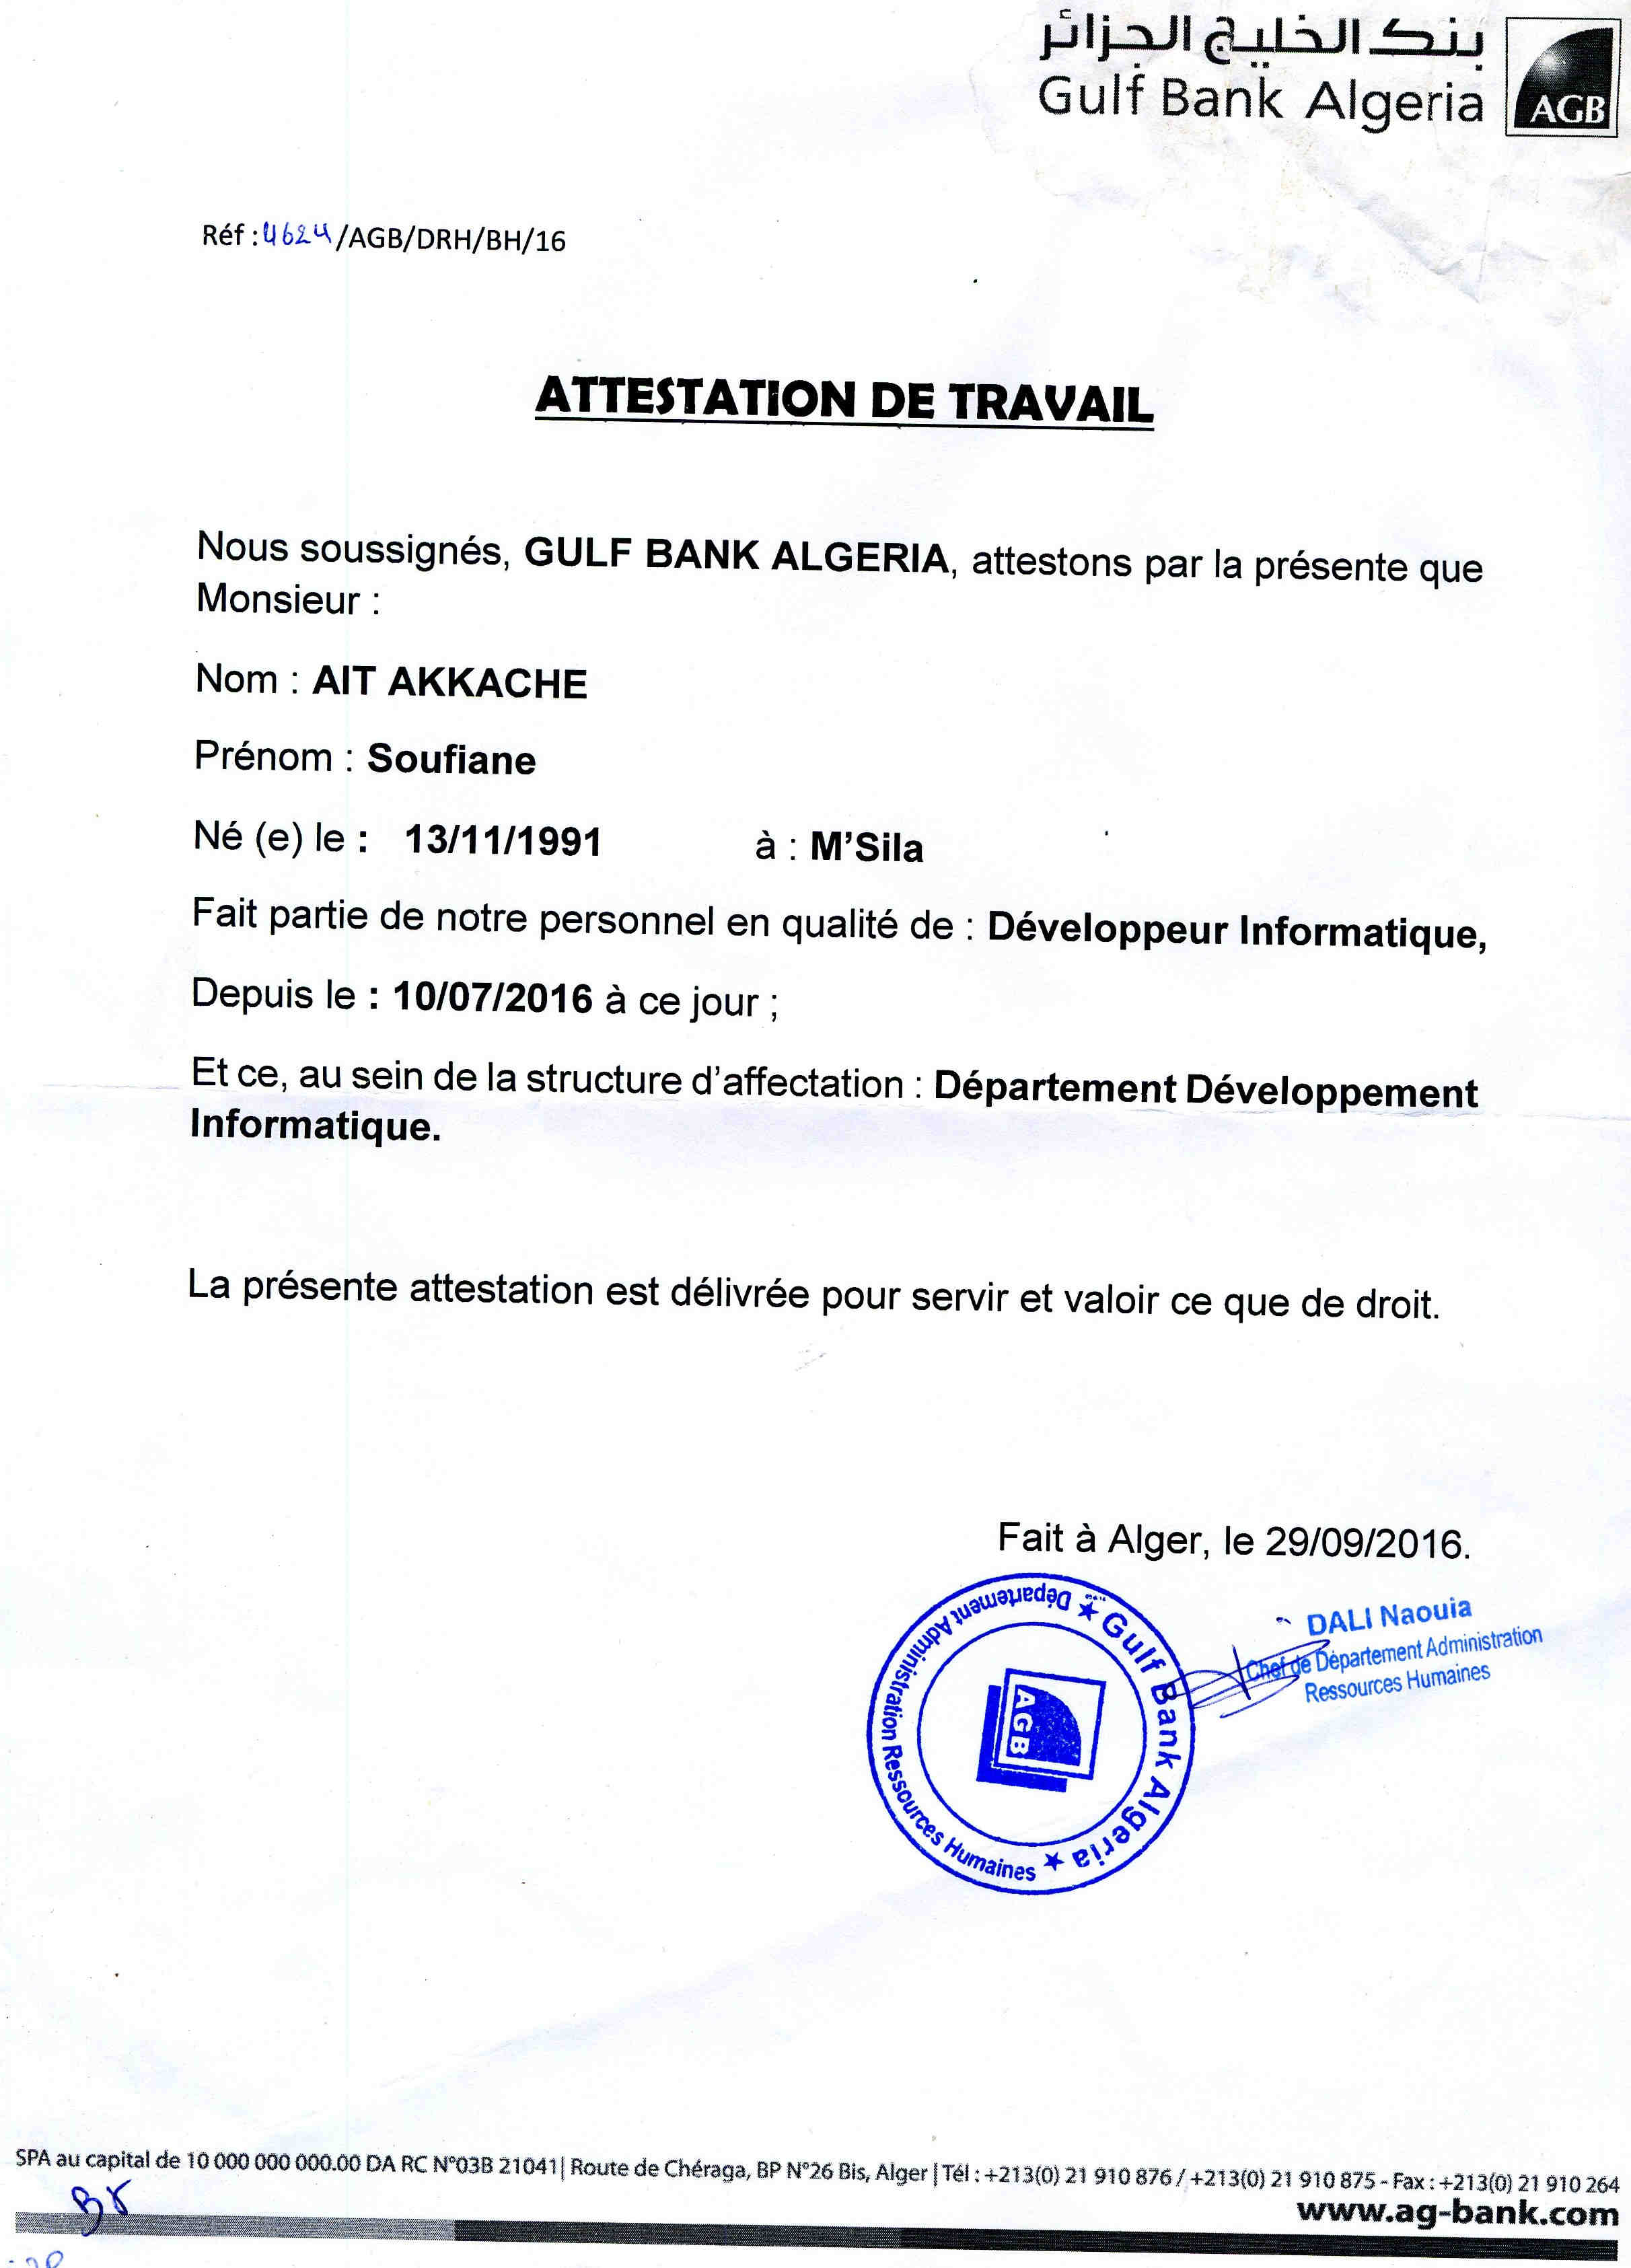 بنك الخليج الجزائر
Gulf Bank Algeria
AGB
Réf : 4624/AGB/DRH/BH/16
ATTESTATION DE TRAVAIL
Nous soussignés, GULF BANK ALGERIA, attestons par la présente que
Monsieur :
Nom : AIT AKKACHE
Prénom : Soufiane
Né (e) le : 13/11/1991 à : M'Sila
Fait partie de notre personnel en qualité de : Développeur Informatique,
Depuis le : 10/07/2016 à ce jour ;
Et ce, au sein de la structure d'affectation : Département Développement
Informatique.
La présente attestation est délivrée pour servir et valoir ce que de droit.
Fait à Alger, le 29/09/2016.
DALI Naouia
Chef de Département Administration
Ressources Humaines
★ Gulf Bank Algeria ★ Département Administration Ressources Humaines
AGB
SPA au capital de 10 000 000 000.00 DA RC N°03B 21041| Route de Chéraga, BP N°26 Bis, Alger | Tél : +213(0) 21 910 876 / +213(0) 21 910 875 - Fax : +213(0) 21 910 264
www.ag-bank.com